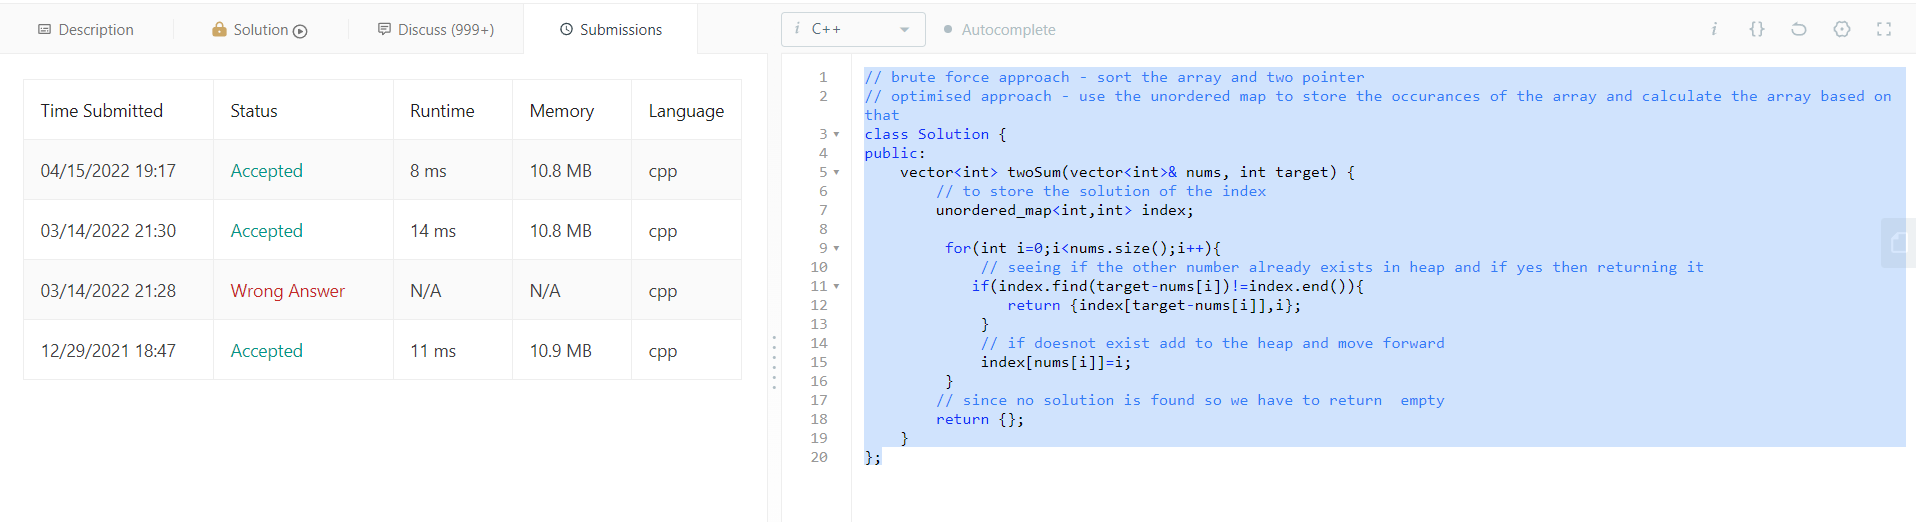 Description
Solution
Discuss (999+)
Submissions
i C++
Autocomplete
i {}
Time Submitted Status Runtime Memory Language
04/15/2022 19:17 Accepted 8 ms 10.8 MB cpp
03/14/2022 21:30 Accepted 14 ms 10.8 MB cpp
03/14/2022 21:28 Wrong Answer N/A N/A cpp
12/29/2021 18:47 Accepted 11 ms 10.9 MB cpp
1 // brute force approach - sort the array and two pointer
2 // optimised approach - use the unordered map to store the occurances of the array and calculate the array based on
that
3 class Solution {
4 public:
5 vector<int> twoSum(vector<int>& nums, int target) {
6 // to store the solution of the index
7 unordered_map<int,int> index;
8
9 for(int i=0;i<nums.size();i++){
10 // seeing if the other number already exists in heap and if yes then returning it
11 if(index.find(target-nums[i])!=index.end()){
12 return {index[target-nums[i]],i};
13 }
14 // if doesnot exist add to the heap and move forward
15 index[nums[i]]=i;
16 }
17 // since no solution is found so we have to return  empty
18 return {};
19 }
20 };